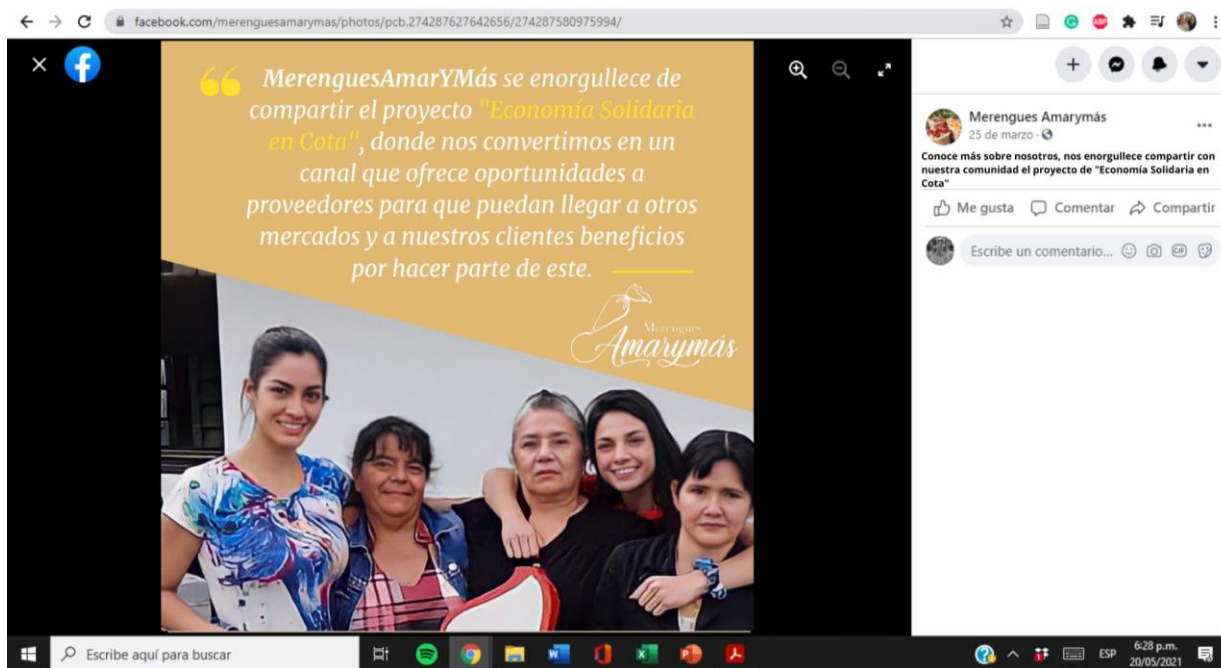 facebook.com/merenguesamarymas/photos/pcb.274287627642656/274287580975994/
ABP
MerenguesAmarYMás se enorgullece de
compartir el proyecto "Economía Solidaria
en Cota", donde nos convertimos en un
canal que ofrece oportunidades a
proveedores para que puedan llegar a otros
mercados y a nuestros clientes beneficios
por hacer parte de este.
Merengues
Amarymás
Merengues Amarymás
25 de marzo ·
Conoce más sobre nosotros, nos enorgullece compartir con
nuestra comunidad el proyecto de "Economía Solidaria en
Cota"
Me gusta Comentar Compartir
Escribe un comentario... GIF
Escribe aquí para buscar
ESP
6:28 p.m.
20/05/2021